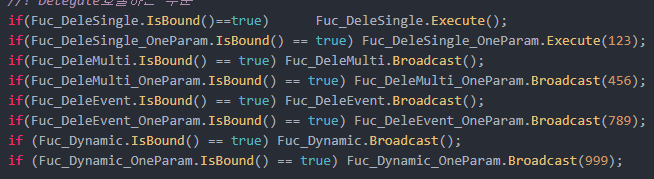 //! Delegate호출하는 부분
if(Fuc_DeleSingle.IsBound()==true)      Fuc_DeleSingle.Execute();
if(Fuc_DeleSingle_OneParam.IsBound() == true) Fuc_DeleSingle_OneParam.Execute(123);
if(Fuc_DeleMulti.IsBound() == true) Fuc_DeleMulti.Broadcast();
if(Fuc_DeleMulti_OneParam.IsBound() == true) Fuc_DeleMulti_OneParam.Broadcast(456);
if(Fuc_DeleEvent.IsBound() == true) Fuc_DeleEvent.Broadcast();
if(Fuc_DeleEvent_OneParam.IsBound() == true) Fuc_DeleEvent_OneParam.Broadcast(789);
if (Fuc_Dynamic.IsBound() == true) Fuc_Dynamic.Broadcast();
if (Fuc_Dynamic_OneParam.IsBound() == true) Fuc_Dynamic_OneParam.Broadcast(999);